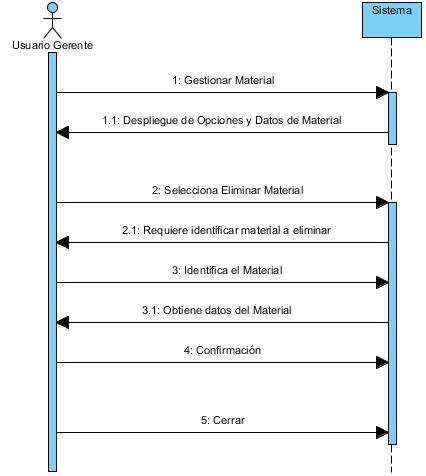 Sistema
Usuario Gerente
1: Gestionar Material
1.1: Despliegue de Opciones y Datos de Material
2: Selecciona Eliminar Material
2.1: Requiere identificar material a eliminar
3: Identifica el Material
3.1: Obtiene datos del Material
4: Confirmación
5: Cerrar